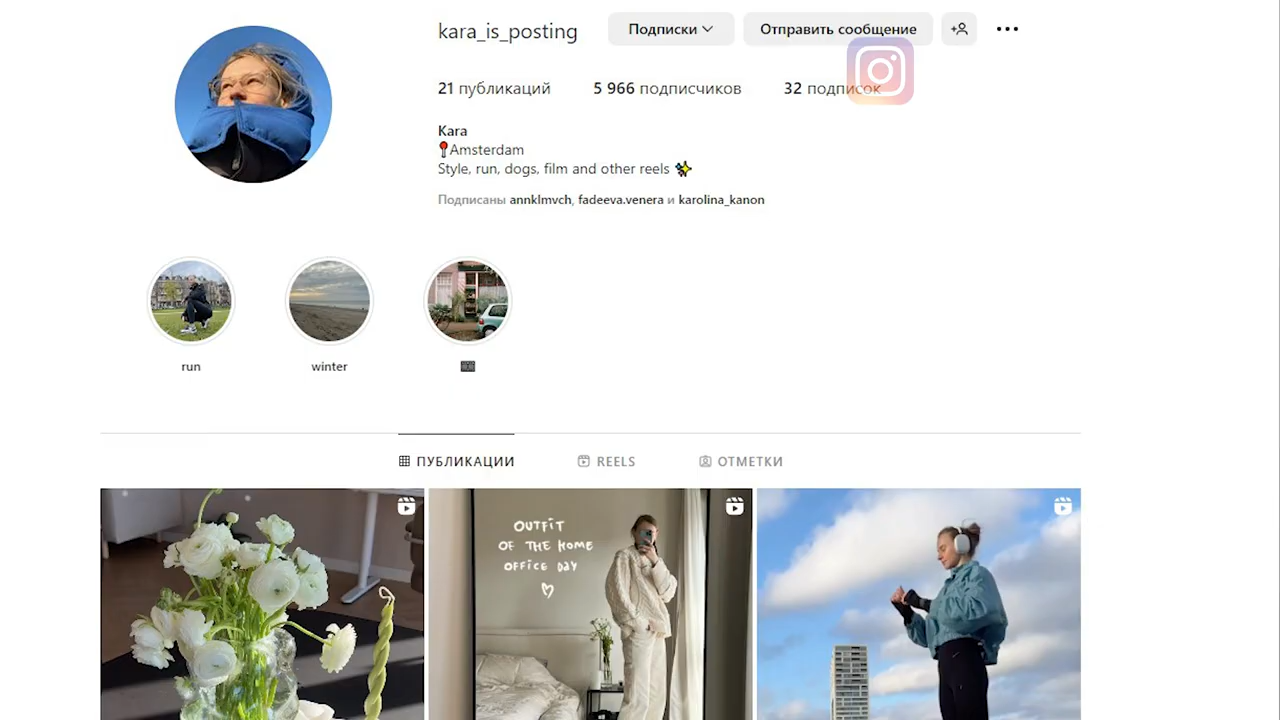 kara_is_posting
Подписки
Отправить сообщение
21 публикаций
5 966 подписчиков
32 подписок
Kara
📍Amsterdam
Style, run, dogs, film and other reels ✨
Подписаны annklmvch, fadeeva.venera и karolina_kanon
run
winter
🎞
ПУБЛИКАЦИИ
REELS
ОТМЕТКИ
OUTFIT
OF THE HOME
OFFICE DAY
♡